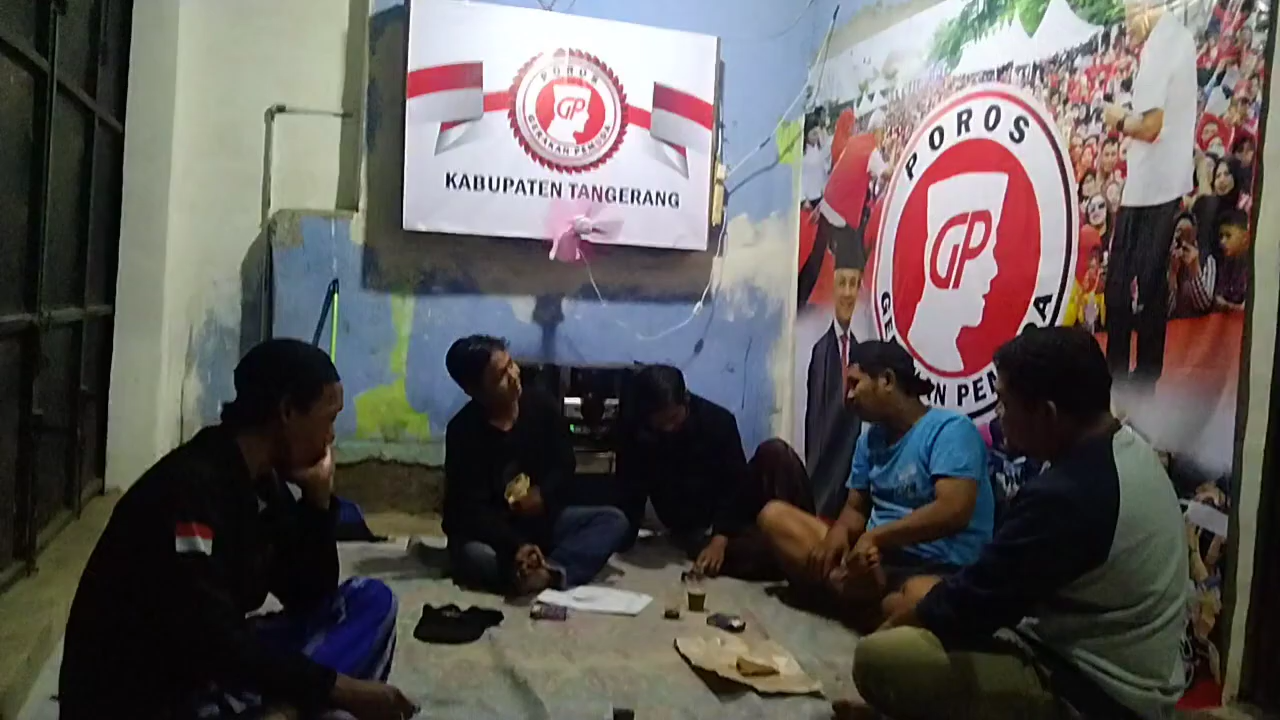 POROS
GP
GERAKAN PEMUDA
KABUPATEN TANGERANG
POROS
GP